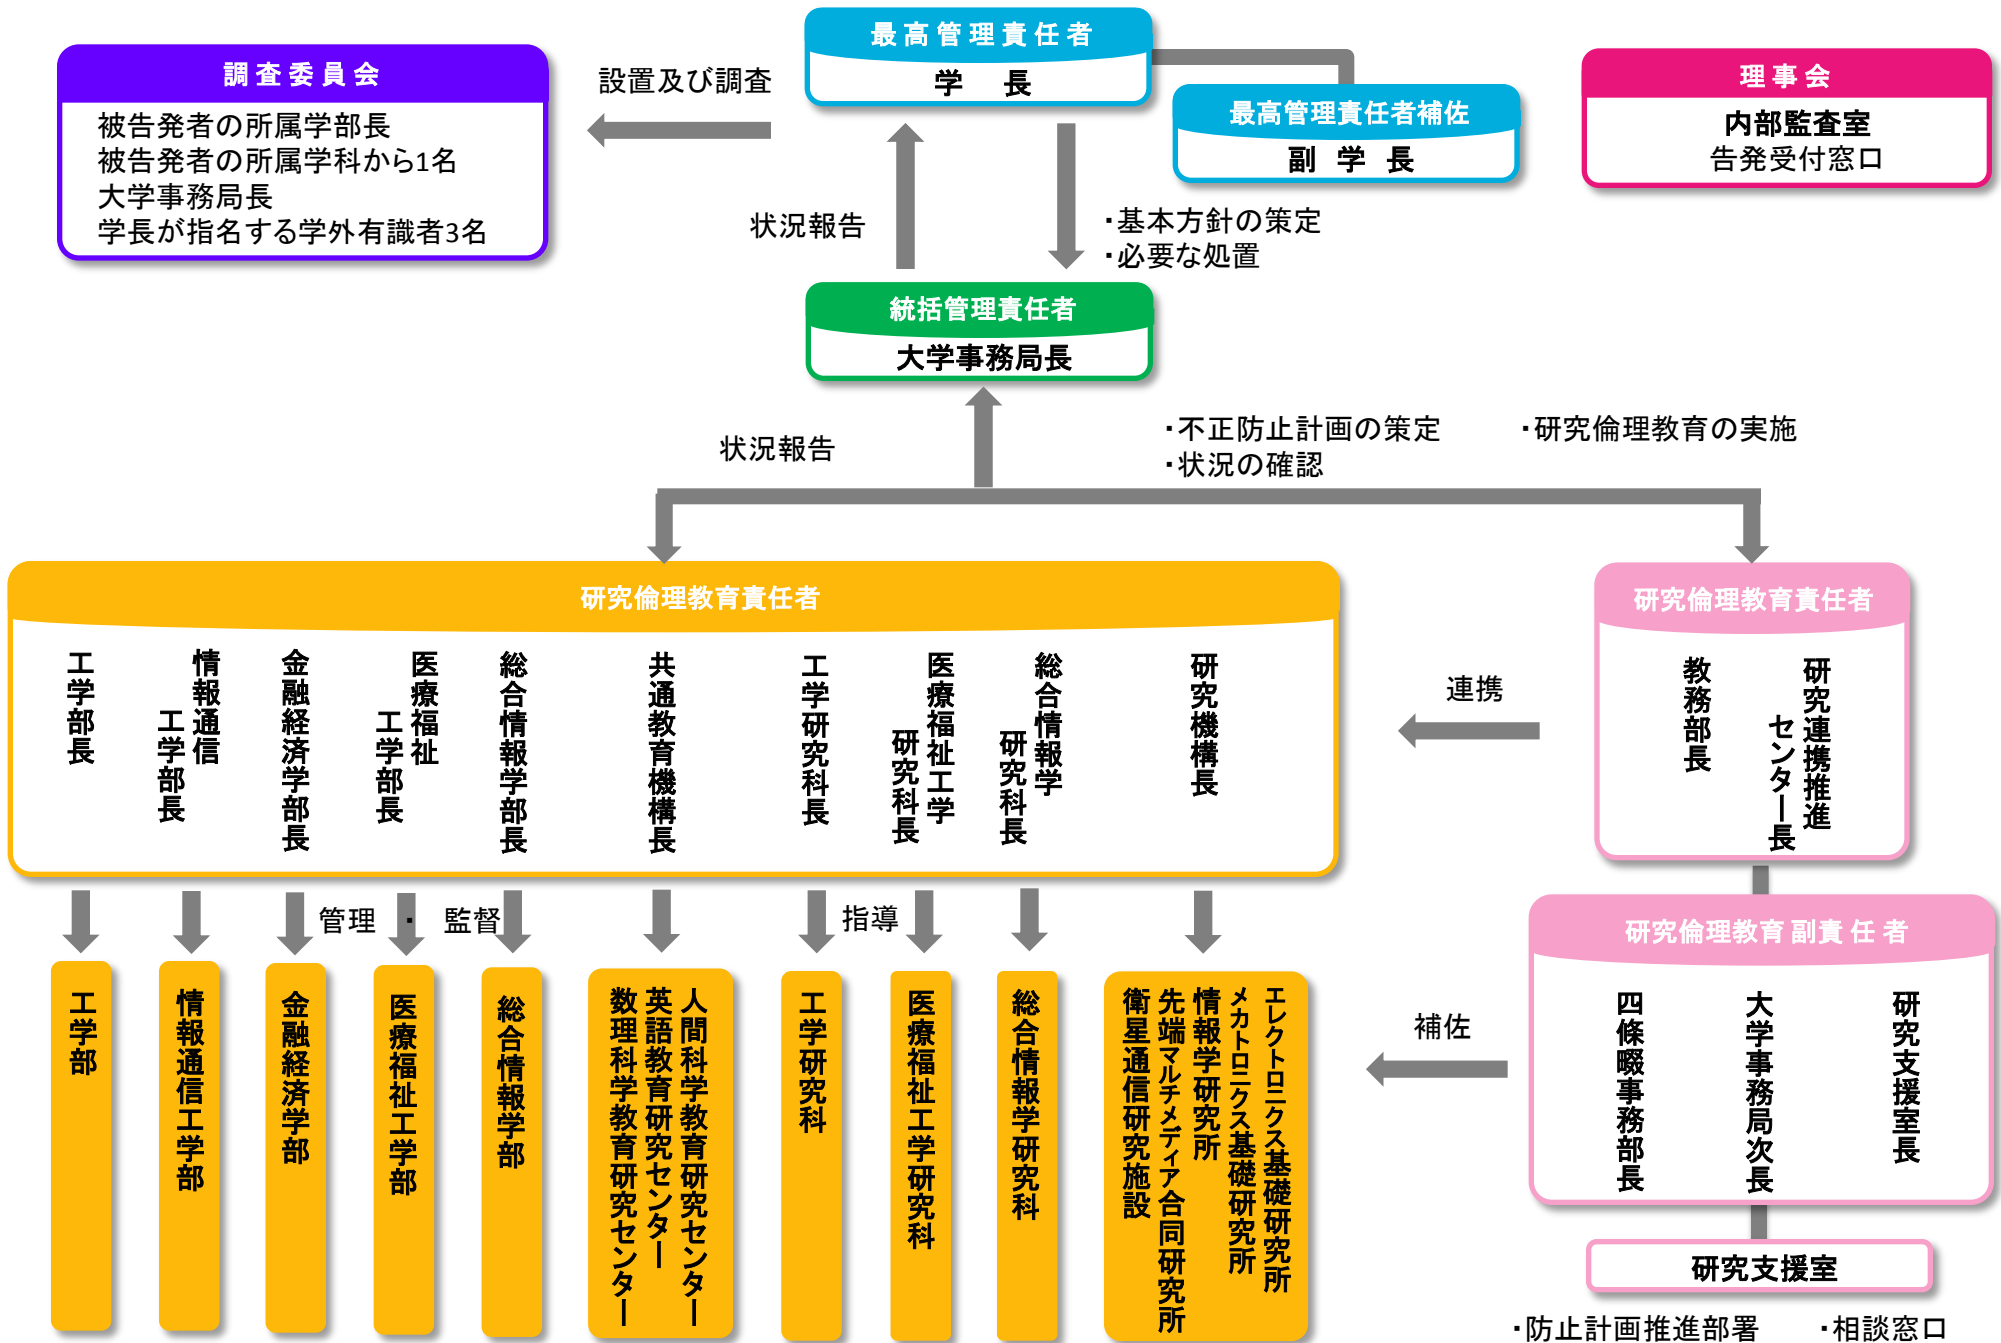 最高管理責任者
学　長
最高管理責任者補佐
副　学　長
調査委員会
被告発者の所属学部長
被告発者の所属学科から1名
大学事務局長
学長が指名する学外有識者3名
設置及び調査
理事会
内部監査室
告発受付窓口
状況報告
・基本方針の策定
・必要な処置
統括管理責任者
大学事務局長
状況報告
・不正防止計画の策定
・研究倫理教育の実施
・状況の確認
研究倫理教育責任者
工学部長
情報通信
工学部長
金融経済学部長
医療福祉
工学部長
総合情報学部長
共通教育機構長
工学研究科長
医療福祉工学
研究科長
総合情報学
研究科長
研究機構長
連携
研究倫理教育責任者
教務部長
研究連携推進
センター長
管理　・　監督
指導
工学部
情報通信工学部
金融経済学部
医療福祉工学部
総合情報学部
人間科学教育研究センター
英語教育研究センター
数理科学教育研究センター
工学研究科
医療福祉工学研究科
総合情報学研究科
エレクトロニクス基礎研究所
メカトロニクス基礎研究所
情報学研究所
先端マルチメディア合同研究所
衛星通信研究施設
補佐
研究倫理教育副責任者
四條畷事務部長
大学事務局次長
研究支援室長
研究支援室
・防止計画推進部署
・相談窓口